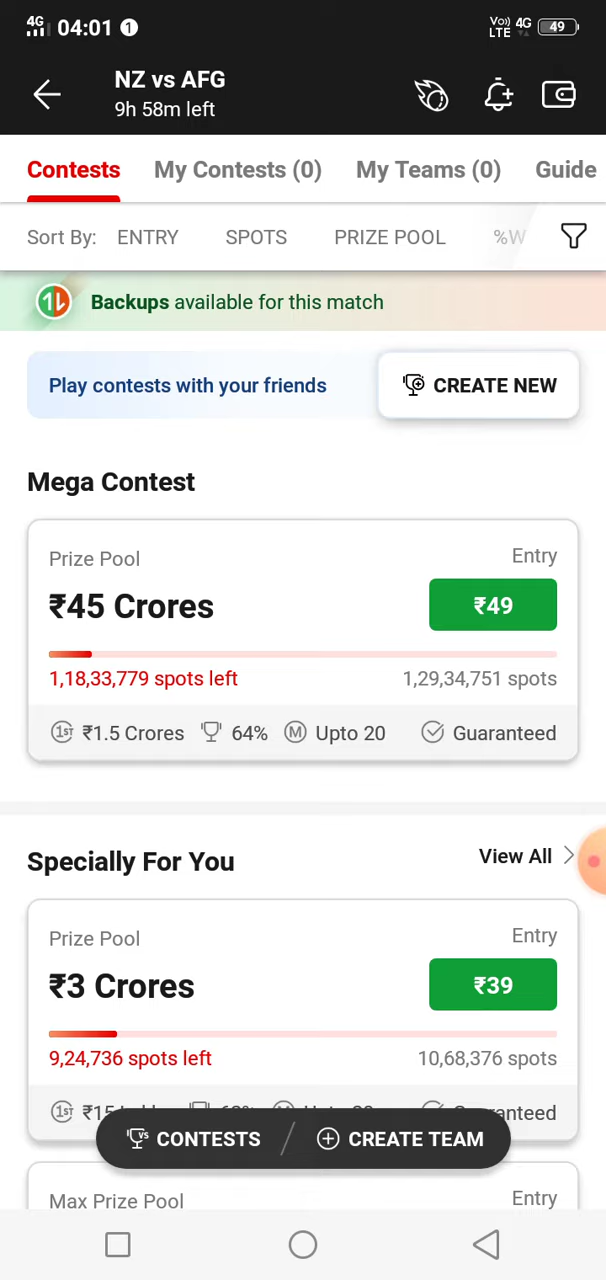 4G 04:01 1 Vo) LTE 4G 49
NZ vs AFG
9h 58m left
Contests My Contests (0) My Teams (0) Guide
Sort By: ENTRY SPOTS PRIZE POOL %W
Backups available for this match
Play contests with your friends CREATE NEW
Mega Contest
Prize Pool Entry
₹45 Crores ₹49
1,18,33,779 spots left 1,29,34,751 spots
1ST ₹1.5 Crores 64% M Upto 20 Guaranteed
Specially For You View All
Prize Pool Entry
₹3 Crores ₹39
9,24,736 spots left 10,68,376 spots
1ST
VS CONTESTS CREATE TEAM
Max Prize Pool Entry